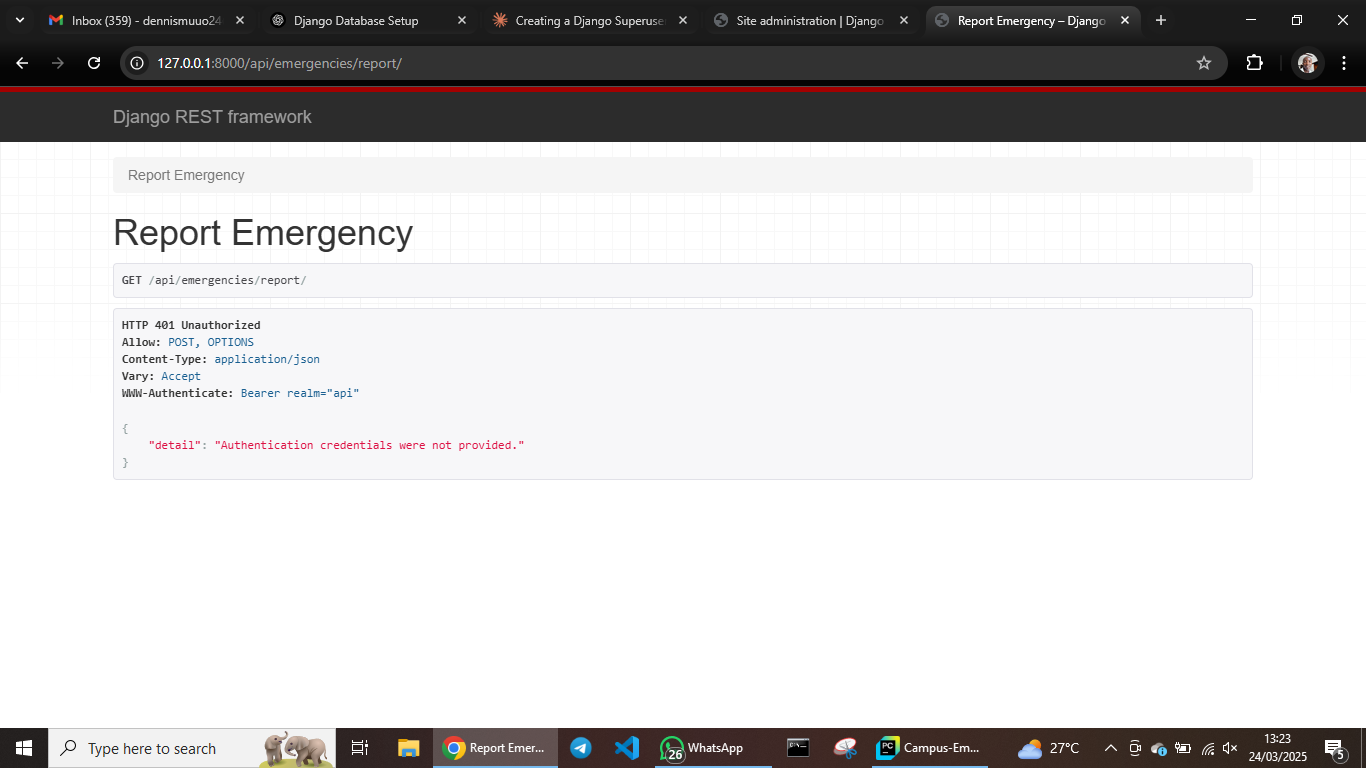 Inbox (359) - dennismuuo24
Django Database Setup
Creating a Django Superuse
Site administration | Django
Report Emergency – Django
127.0.0.1:8000/api/emergencies/report/
Django REST framework
Report Emergency
Report Emergency
GET /api/emergencies/report/
HTTP 401 Unauthorized
Allow: POST, OPTIONS
Content-Type: application/json
Vary: Accept
WWW-Authenticate: Bearer realm="api"
{
"detail": "Authentication credentials were not provided."
}
Type here to search
Report Emer...
26
WhatsApp
PC
Campus-Em...
27°C
13:23
24/03/2025
5